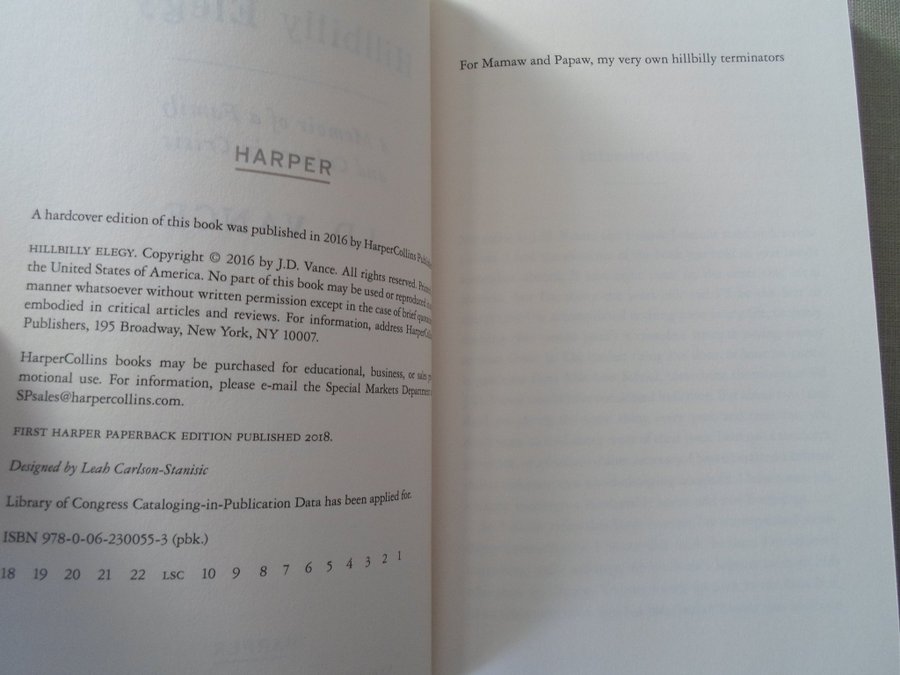 HARPER
A hardcover edition of this book was published in 2016 by HarperCollins
HILLBILLY ELEGY. Copyright © 2016 by J.D. Vance. All rights reserved.
the United States of America. No part of this book may be used or reproduced
manner whatsoever without written permission except in the case of brief
embodied in critical articles and reviews. For information, address
Publishers, 195 Broadway, New York, NY 10007.
HarperCollins books may be purchased for educational, business, or sales
motional use. For information, please e-mail the Special Markets
SPsales@harpercollins.com.
FIRST HARPER PAPERBACK EDITION PUBLISHED 2018.
Designed by Leah Carlson-Stanisic
Library of Congress Cataloging-in-Publication Data has been applied for.
ISBN 978-0-06-230055-3 (pbk.)
18 19 20 21 22 LSC 10 9 8 7 6 5 4 3 2 1
For Mamaw and Papaw, my very own hillbilly terminators